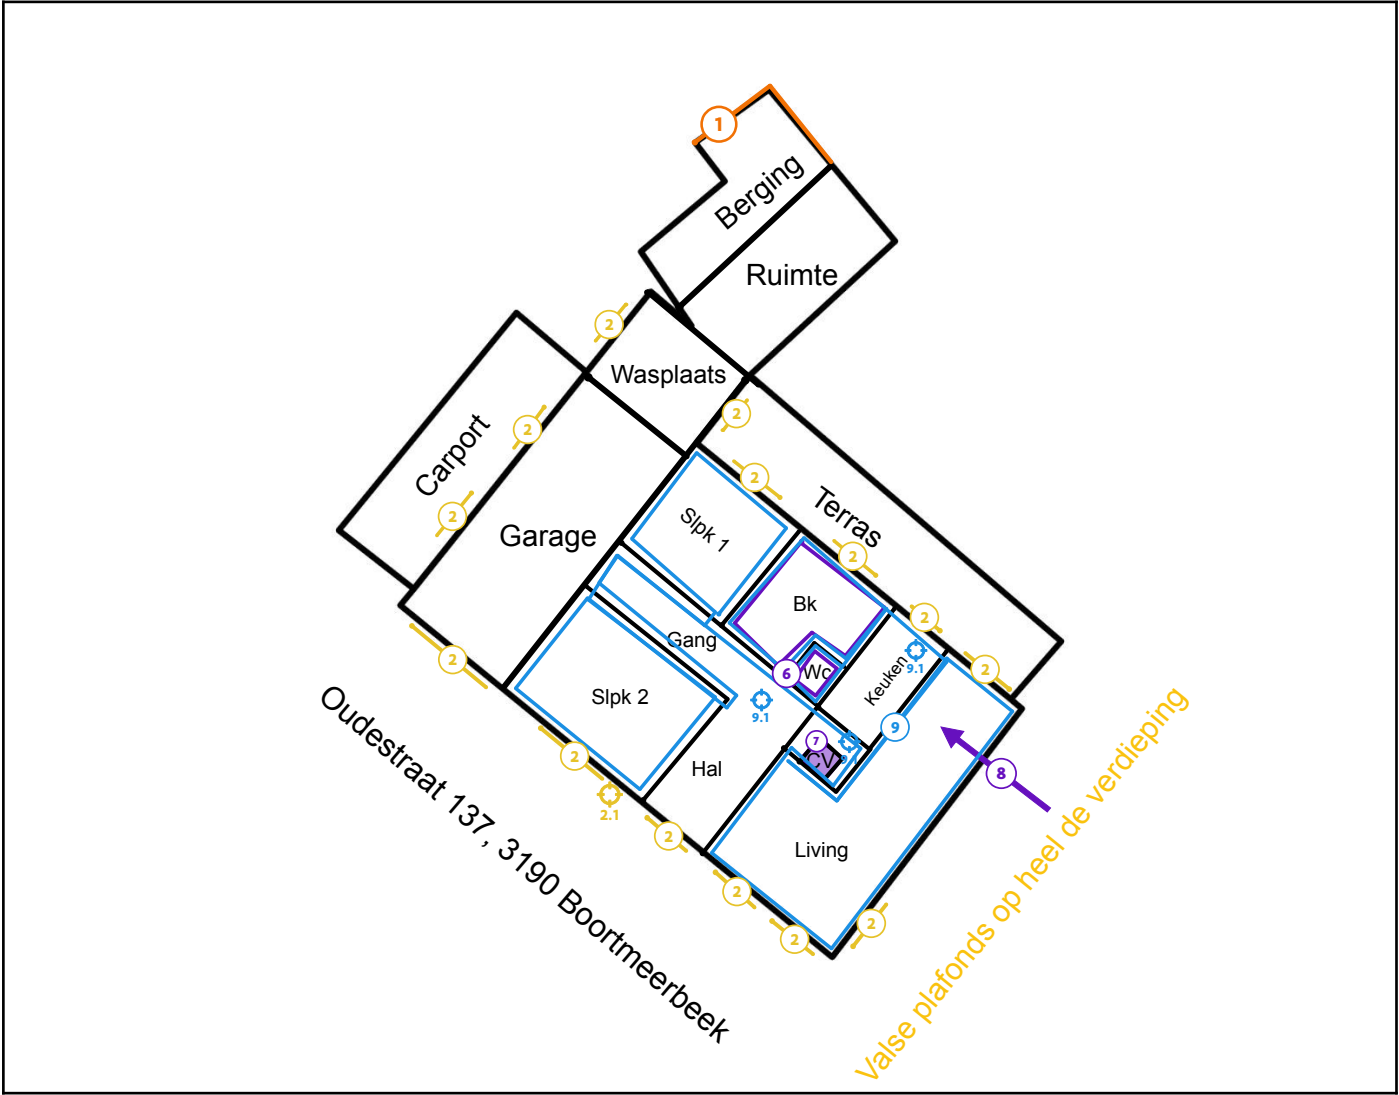 1
Berging
Ruimte
2
Wasplaats
2
2
Carport
2
2
Terras
Slpk 1
2
Garage
2
Bk
2
Gang
2
2
6
Wc
Keuken
9.1
Slpk 2
9.1
9
7
CV
8
2
2.1
Hal
2
Living
2
2
2
Oudestraat 137, 3190 Boortmeerbeek
Valse plafonds op heel de verdieping